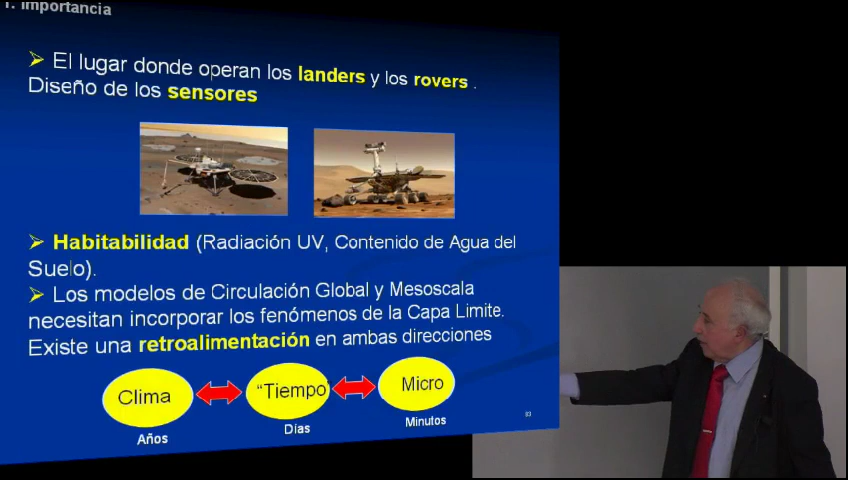 1. Importancia
➢ El lugar donde operan los landers y los rovers .
Diseño de los sensores
➢ Habitabilidad (Radiación UV, Contenido de Agua del
Suelo).
➢ Los modelos de Circulación Global y Mesoscala
necesitan incorporar los fenómenos de la Capa Limite.
Existe una retroalimentación en ambas direcciones
Clima
“Tiempo”
Micro
Años
Días
Minutos